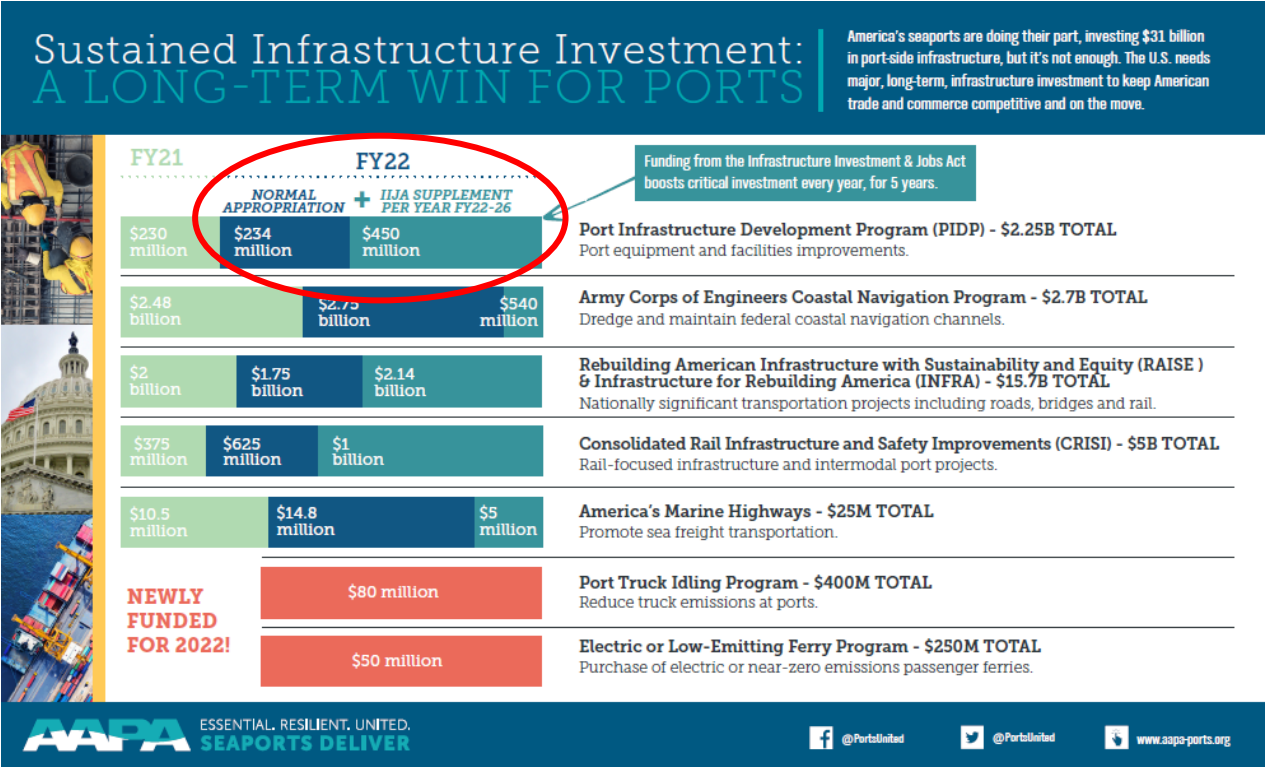 Sustained Infrastructure Investment:
A LONG-TERM WIN FOR PORTS
America's seaports are doing their part, investing $31 billion
in port-side infrastructure, but it's not enough. The U.S. needs
major, long-term, infrastructure investment to keep American
trade and commerce competitive and on the move.
FY21
FY22
NORMAL
APPROPRIATION
+
IIJA SUPPLEMENT
PER YEAR FY22-26
Funding from the Infrastructure Investment & Jobs Act
boosts critical investment every year, for 5 years.
$230
million
$234
million
$450
million
Port Infrastructure Development Program (PIDP) - $2.25B TOTAL
Port equipment and facilities improvements.
$2.48
billion
$2.75
billion
$540
million
Army Corps of Engineers Coastal Navigation Program - $2.7B TOTAL
Dredge and maintain federal coastal navigation channels.
$2
billion
$1.75
billion
$2.14
billion
Rebuilding American Infrastructure with Sustainability and Equity (RAISE )
& Infrastructure for Rebuilding America (INFRA) - $15.7B TOTAL
Nationally significant transportation projects including roads, bridges and rail.
$375
million
$625
million
$1
billion
Consolidated Rail Infrastructure and Safety Improvements (CRISI) - $5B TOTAL
Rail-focused infrastructure and intermodal port projects.
$10.5
million
$14.8
million
$5
million
America's Marine Highways - $25M TOTAL
Promote sea freight transportation.
NEWLY
FUNDED
FOR 2022!
$80 million
Port Truck Idling Program - $400M TOTAL
Reduce truck emissions at ports.
$50 million
Electric or Low-Emitting Ferry Program - $250M TOTAL
Purchase of electric or near-zero emissions passenger ferries.
AAPA
ESSENTIAL. RESILIENT. UNITED.
SEAPORTS DELIVER
@PortsUnited
@PortsUnited
www.aapa-ports.org